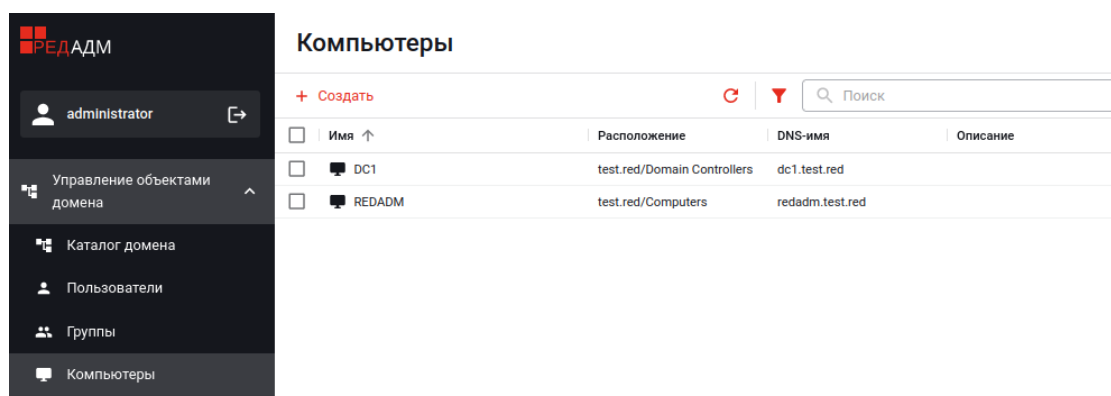 РЕДАДМ
administrator
Управление объектами
домена
Каталог домена
Пользователи
Группы
Компьютеры
Компьютеры
+ Создать
Поиск
Имя ↑ Расположение DNS-имя Описание
DC1 test.red/Domain Controllers dc1.test.red
REDADM test.red/Computers redadm.test.red